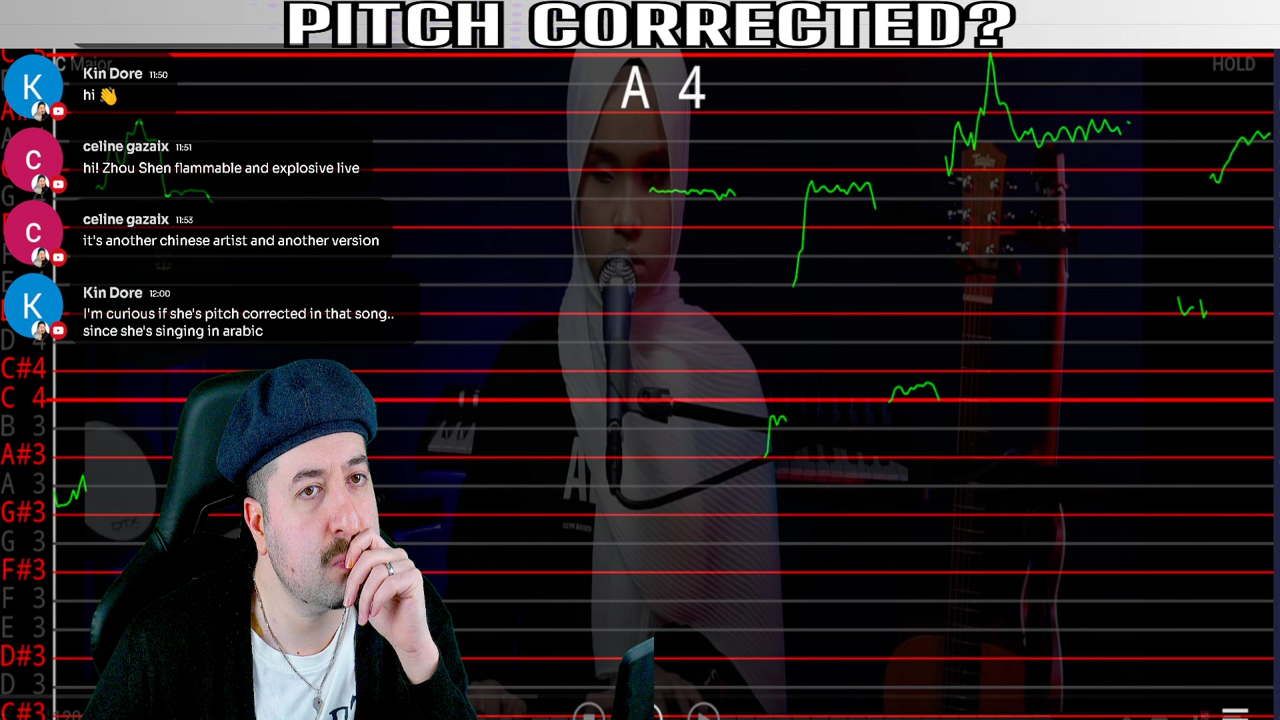 PITCH CORRECTED?
C Major
HOLD
A 4
K
Kin Dore 11:50
hi 👋
C
celine gazaix 11:51
hi! Zhou Shen flammable and explosive live
C
celine gazaix 11:53
it's another chinese artist and another version
K
Kin Dore 12:00
I'm curious if she's pitch corrected in that song..
since she's singing in arabic
Taylor
D 4
C#4
C 4
B 3
A#3
A 3
G#3
G 3
F#3
F 3
E 3
D#3
D 3
C#3